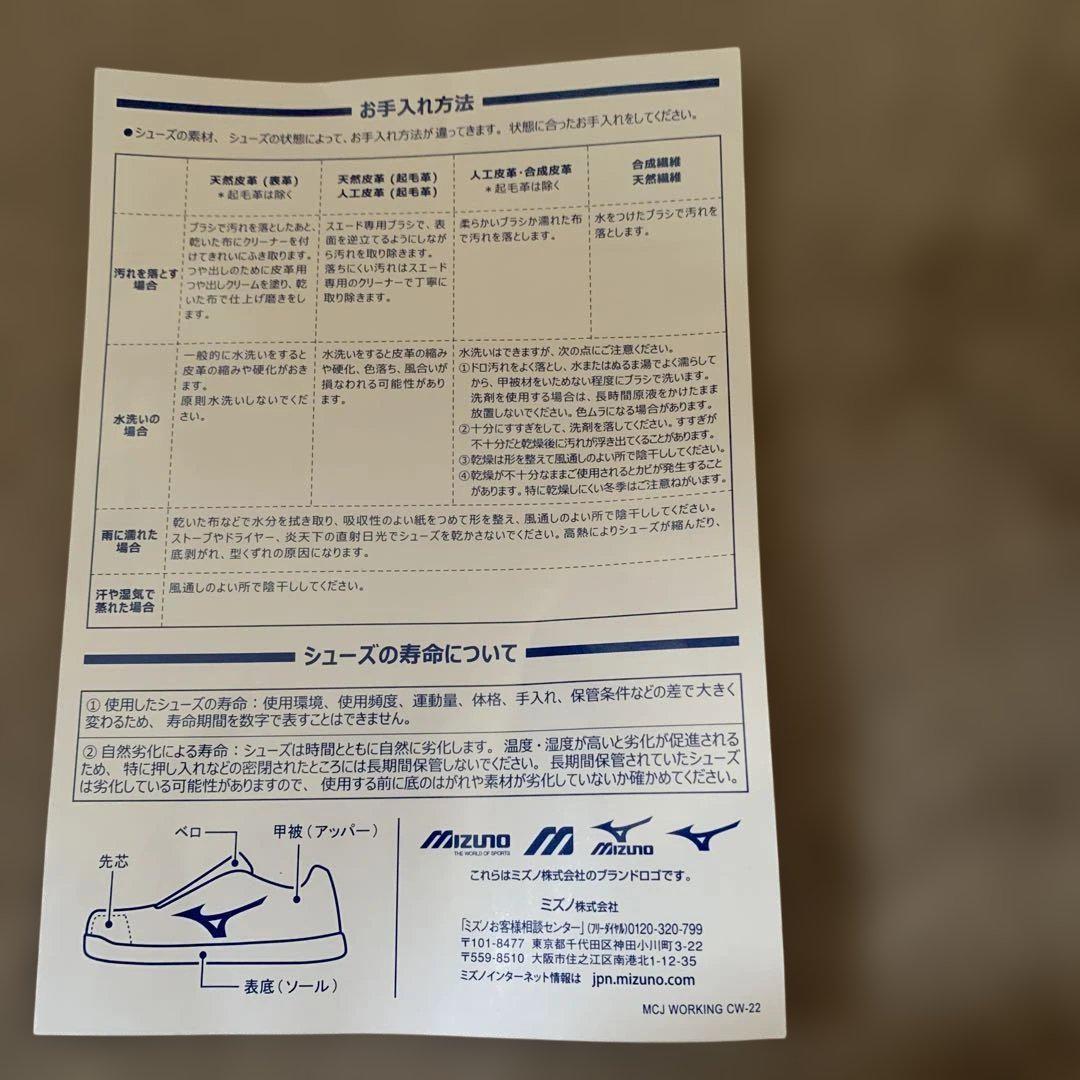 お手入れ方法
●シューズの素材、シューズの状態によって、お手入れ方法が違ってきます。状態に合ったお手入れをしてください。
天然皮革(表革)
*起毛革は除く
天然皮革(起毛革)
人工皮革(起毛革)
人工皮革・合成皮革
*起毛革は除く
合成繊維
天然繊維
汚れを落とす
場合
ブラシで汚れを落としたあと、
乾いた布にクリーナーを付
けてきれいにふき取ります。
つや出しのために皮革用
つや出しクリームを塗り、乾
いた布で仕上げ磨きをし
ます。
スエード専用ブラシで、表
面を逆立てるようにしなが
ら汚れを取り除きます。
落ちにくい汚れはスエード
専用のクリーナーで丁寧に
取り除きます。
柔らかいブラシか濡れた布
で汚れを落とします。
水をつけたブラシで汚れを
落とします。
水洗いの
場合
一般的に水洗いをすると
皮革の縮みや硬化がおき
ます。
原則水洗いしないでくだ
さい。
水洗いをすると皮革の縮み
や硬化、色落ち、風合いが
損なわれる可能性があり
ます。
水洗いはできますが、次の点にご注意ください。
①ドロ汚れをよく落とし、水またはぬるま湯でよく濡らして
から、甲被材をいためない程度にブラシで洗います。
洗剤を使用する場合は、長時間原液をかけたまま
放置しないでください。色ムラになる場合があります。
②十分にすすぎをして、洗剤を落してください。すすぎが
不十分だと乾燥後に汚れが浮き出てくることがあります。
③乾燥は形を整えて風通しのよい所で陰干ししてください。
④乾燥が不十分なままご使用されるとカビが発生すること
があります。特に乾燥しにくい冬季はご注意ねがいます。
雨に濡れた
場合
乾いた布などで水分を拭き取り、吸収性のよい紙をつめて形を整え、風通しのよい所で陰干ししてください。
ストーブやドライヤー、炎天下の直射日光でシューズを乾かさないでください。高熱によりシューズが縮んだり、
底剥がれ、型くずれの原因になります。
汗や湿気で
蒸れた場合
風通しのよい所で陰干ししてください。
シューズの寿命について
① 使用したシューズの寿命：使用環境、使用頻度、運動量、体格、手入れ、保管条件などの差で大きく
変わるため、寿命期間を数字で表すことはできません。
② 自然劣化による寿命：シューズは時間とともに自然に劣化します。温度・湿度が高いと劣化が促進される
ため、特に押し入れなどの密閉されたところには長期間保管しないでください。長期間保管されていたシューズ
は劣化している可能性がありますので、使用する前に底のはがれや素材が劣化していないか確かめてください。
ベロ
甲被(アッパー)
先芯
表底(ソール)
MIZUNO
THE WORLD OF SPORTS
MIZUNO
これらはミズノ株式会社のブランドロゴです。
ミズノ株式会社
「ミズノお客様相談センター」(フリーダイヤル)0120-320-799
〒101-8477 東京都千代田区神田小川町3-22
〒559-8510 大阪市住之江区南港北1-12-35
ミズノインターネット情報は jpn.mizuno.com
MCJ WORKING CW-22